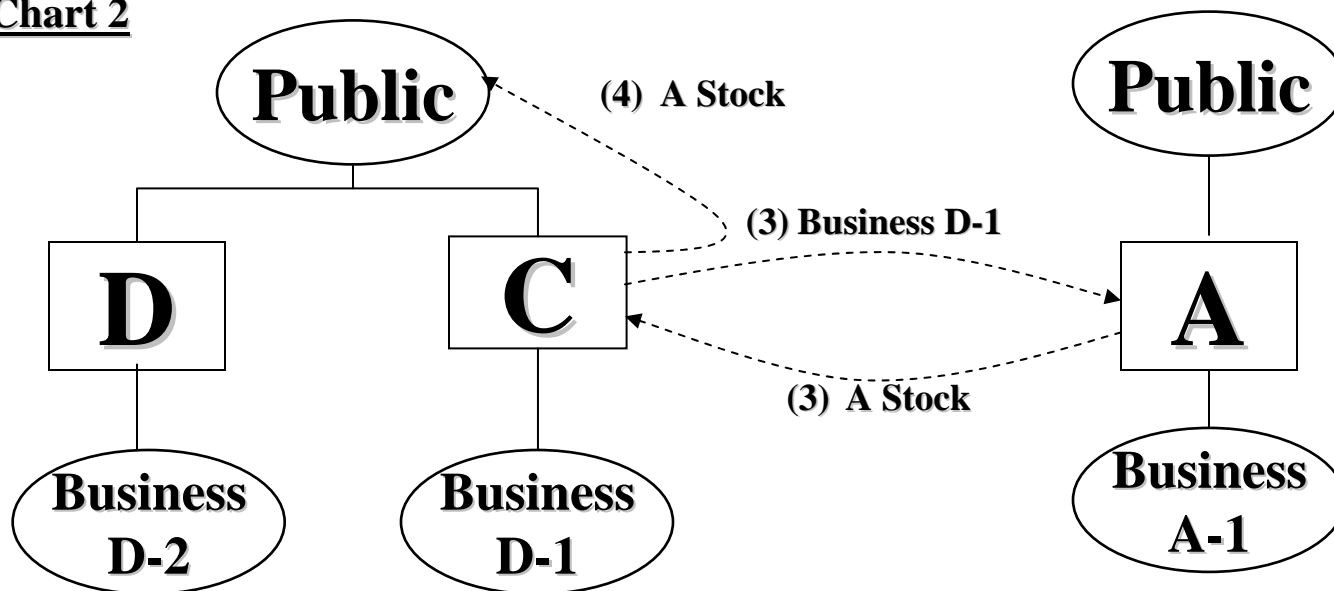 Chart 2
Public
Public
(4) A Stock
(3) Business D-1
D
C
A
(3) A Stock
Business
D-2
Business
D-1
Business
A-1